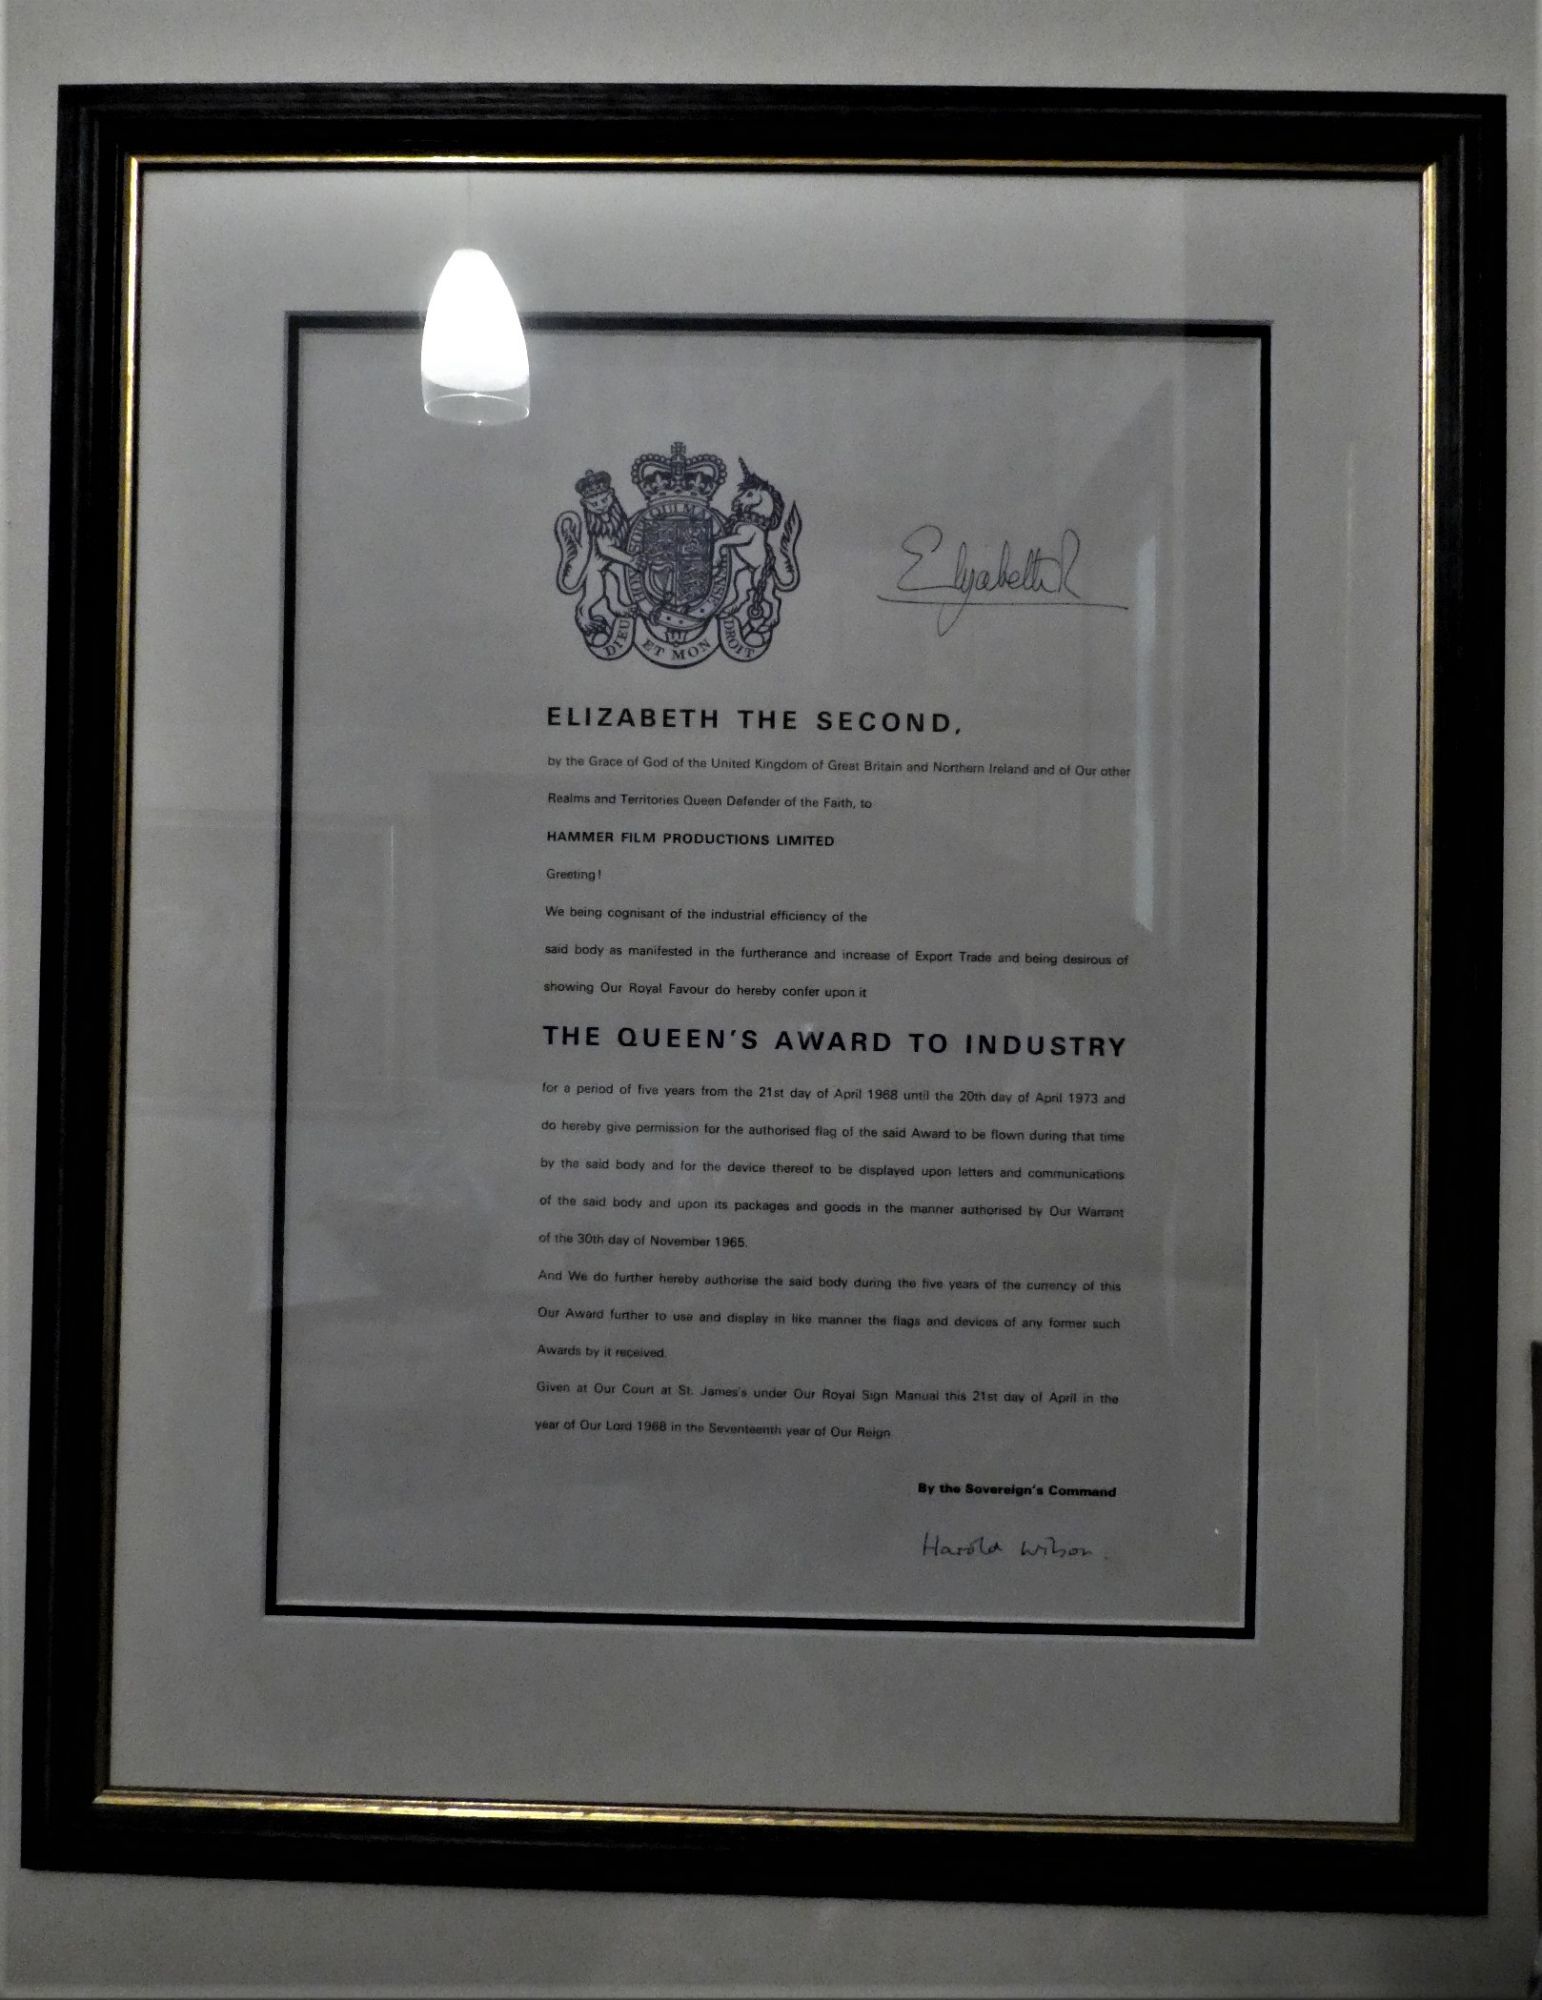 HONI SOIT QUI MAL Y PENSE
DIEU ET MON DROIT
Elizabeth R
ELIZABETH THE SECOND,
by the Grace of God of the United Kingdom of Great Britain and Northern Ireland and of Our other
Realms and Territories Queen Defender of the Faith, to
HAMMER FILM PRODUCTIONS LIMITED
Greeting!
We being cognisant of the industrial efficiency of the
said body as manifested in the furtherance and increase of Export Trade and being desirous of
showing Our Royal Favour do hereby confer upon it
THE QUEEN'S AWARD TO INDUSTRY
for a period of five years from the 21st day of April 1968 until the 20th day of April 1973 and
do hereby give permission for the authorised flag of the said Award to be flown during that time
by the said body and for the device thereof to be displayed upon letters and communications
of the said body and upon its packages and goods in the manner authorised by Our Warrant
of the 30th day of November 1965.
And We do further hereby authorise the said body during the five years of the currency of this
Our Award further to use and display in like manner the flags and devices of any former such
Awards by it received.
Given at Our Court at St. James's under Our Royal Sign Manual this 21st day of April in the
year of Our Lord 1968 in the Seventeenth year of Our Reign
By the Sovereign's Command
Harold Wilson.